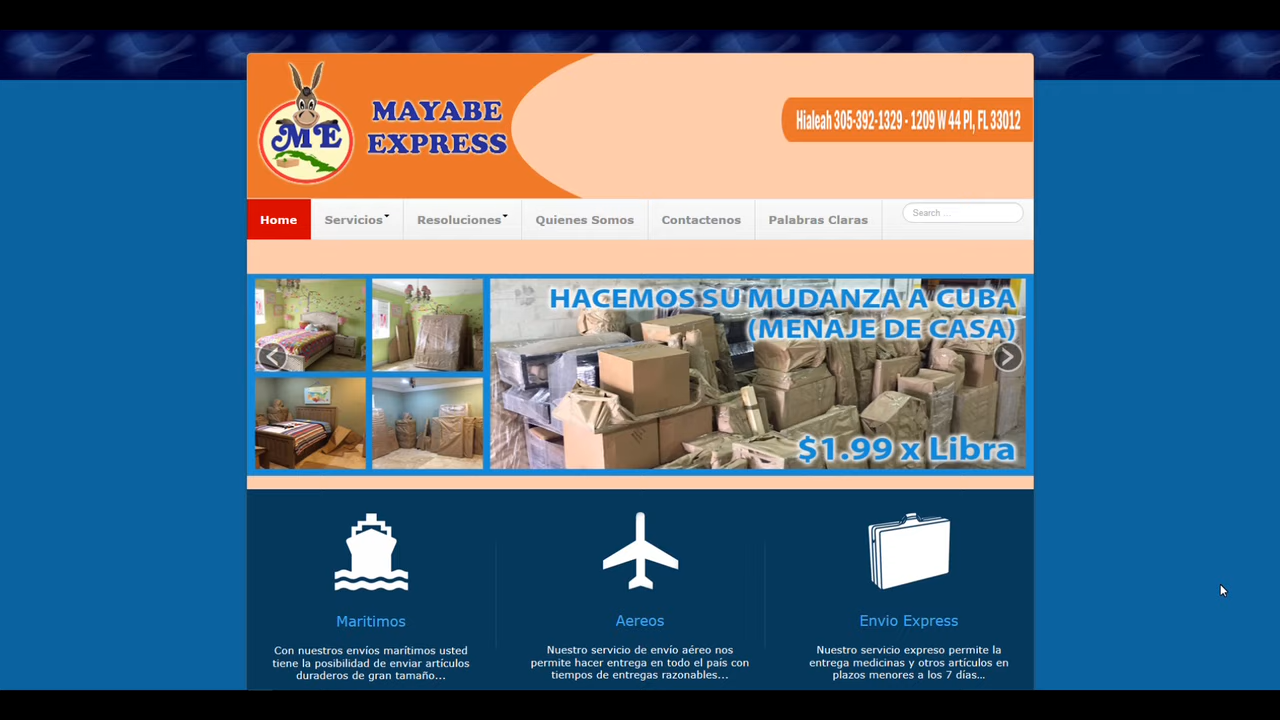 ME
MAYABE
EXPRESS
Hialeah 305-392-1329 - 1209 W 44 Pl, FL 33012
Home
Servicios
Resoluciones
Quienes Somos
Contactenos
Palabras Claras
Search ...
HACEMOS SU MUDANZA A CUBA
(MENAJE DE CASA)
$1.99 x Libra
Maritimos
Con nuestros envíos marítimos usted
tiene la posibilidad de enviar artículos
duraderos de gran tamaño...
Aereos
Nuestro servicio de envío aéreo nos
permite hacer entrega en todo el país con
tiempos de entregas razonables...
Envio Express
Nuestro servicio expreso permite la
entrega medicinas y otros artículos en
plazos menores a los 7 días...